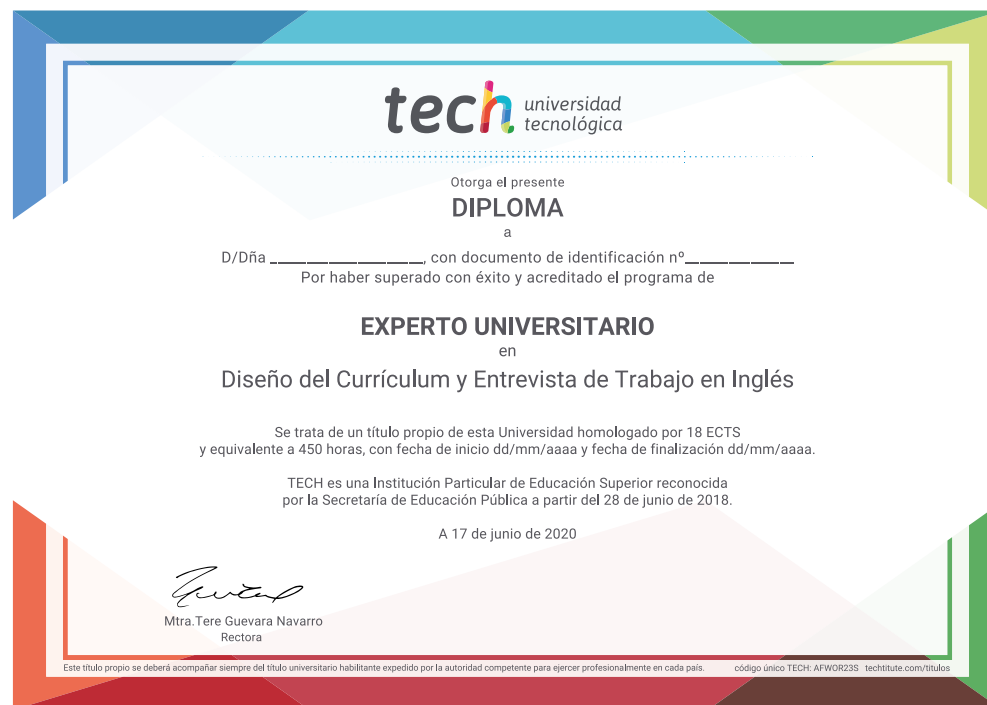 tech universidad
tecnológica
Otorga el presente
DIPLOMA
a
D/Dña ____________________, con documento de identificación nº______________
Por haber superado con éxito y acreditado el programa de
EXPERTO UNIVERSITARIO
en
Diseño del Currículum y Entrevista de Trabajo en Inglés
Se trata de un título propio de esta Universidad homologado por 18 ECTS
y equivalente a 450 horas, con fecha de inicio dd/mm/aaaa y fecha de finalización dd/mm/aaaa.
TECH es una Institución Particular de Educación Superior reconocida
por la Secretaría de Educación Pública a partir del 28 de junio de 2018.
A 17 de junio de 2020
Mtra.Tere Guevara Navarro
Rectora
Este título propio se deberá acompañar siempre del título universitario habilitante expedido por la autoridad competente para ejercer profesionalmente en cada país. código único TECH: AFWOR23S techtitute.com/titulos